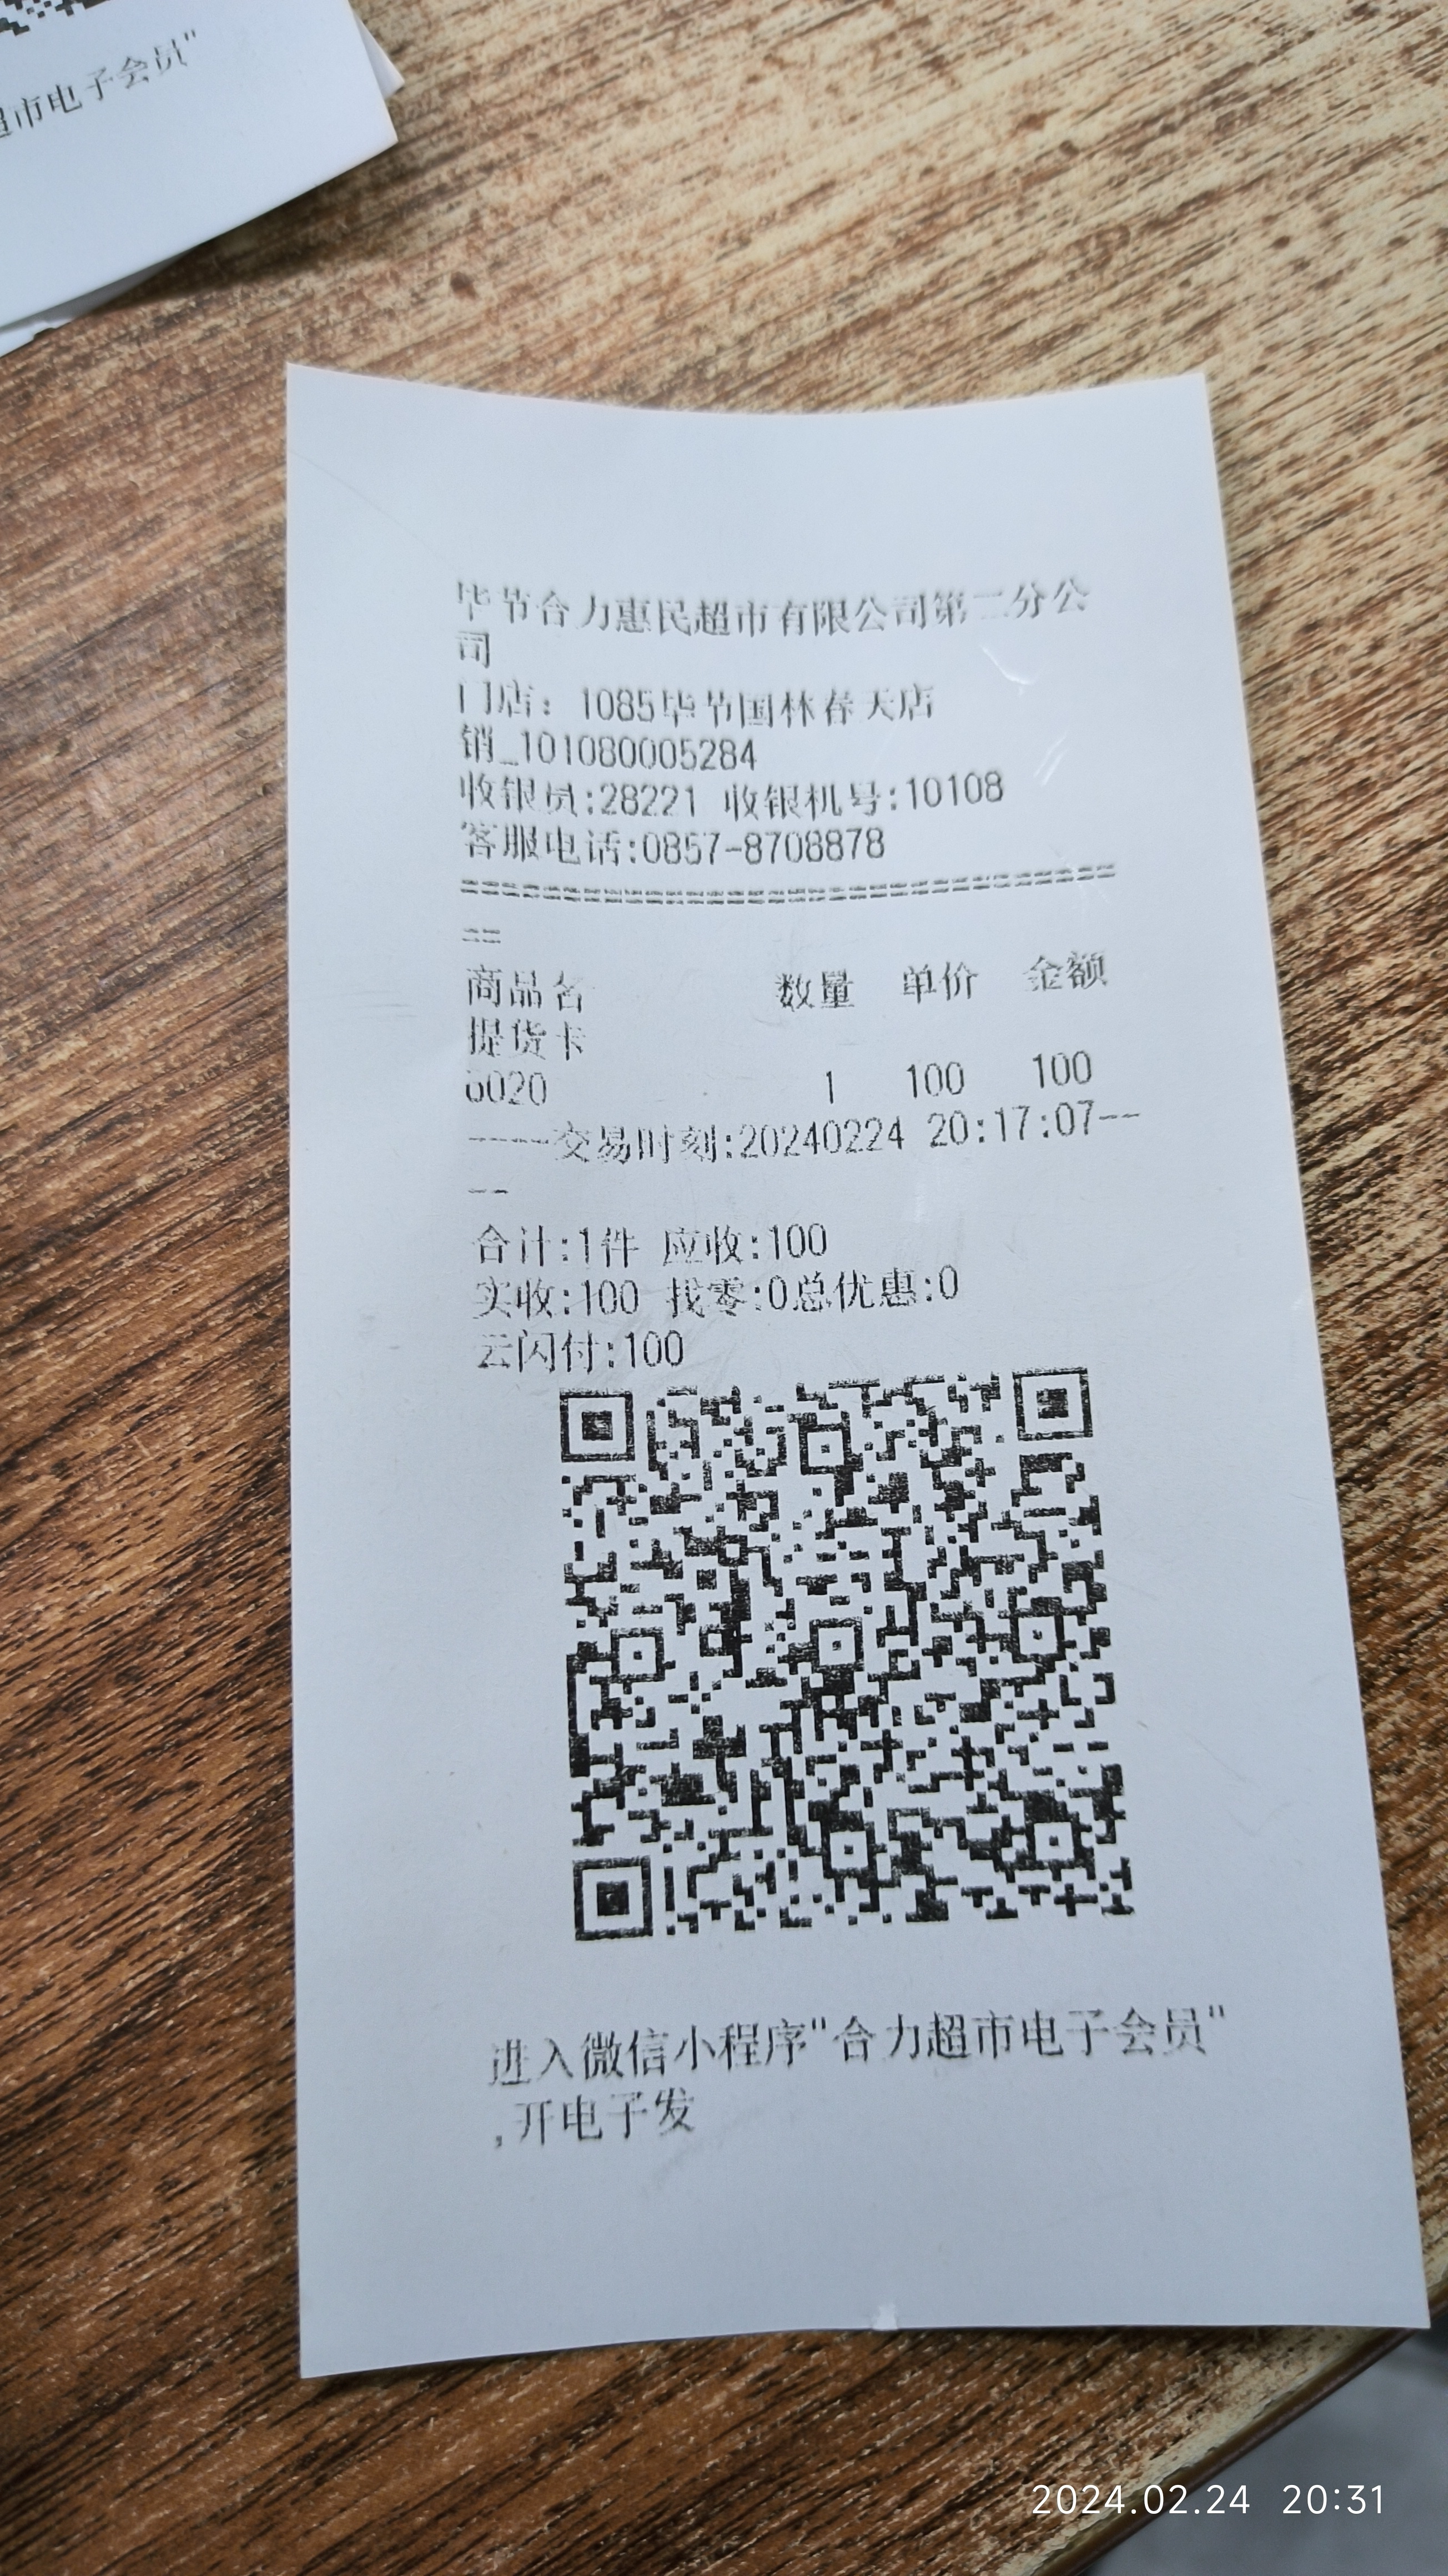 超市电子会员"
毕节合力惠民超市有限公司第二分公
司
门店：1085毕节国林春天店
销_101080005284
收银员:28221 收银机号:10108
客服电话:0857-8708878
================================
==
商品名 数量 单价 金额
提货卡
6020 1 100 100
----交易时刻:20240224 20:17:07--
--
合计:1件 应收:100
实收:100 找零:0总优惠:0
云闪付:100
进入微信小程序"合力超市电子会员"
,开电子发
2024.02.24 20:31